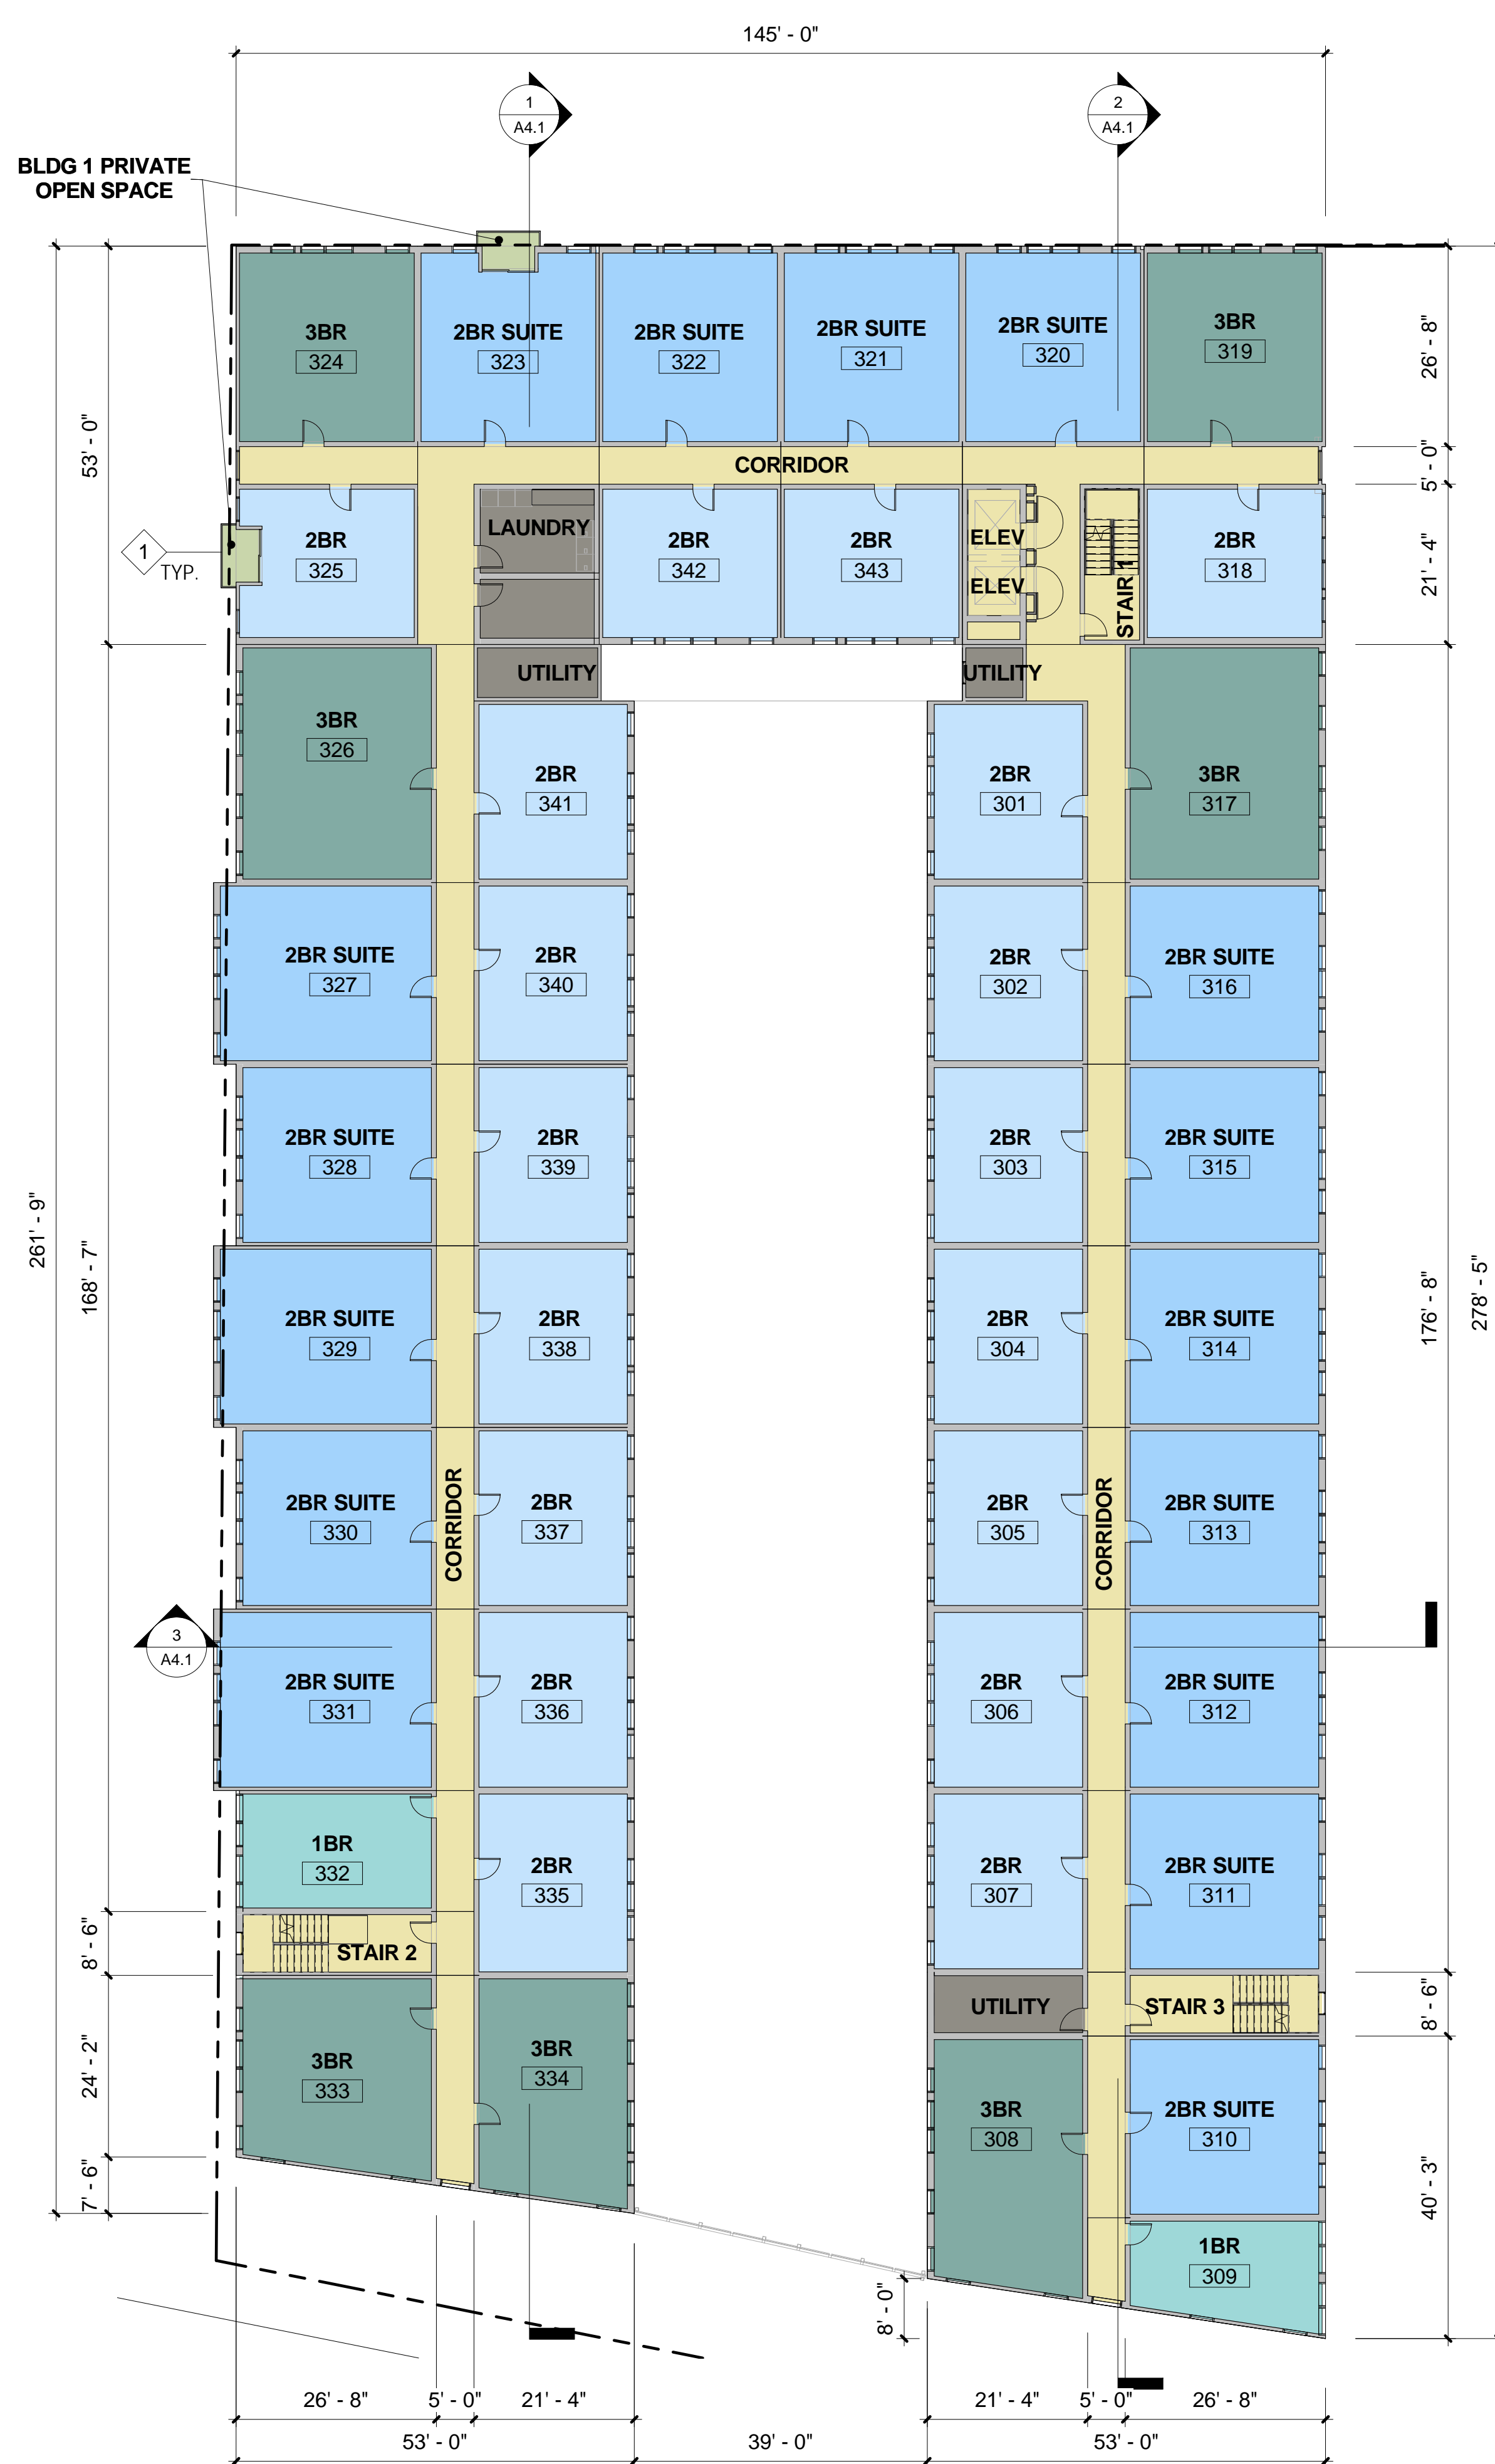 145' - 0"
1
A4.1
2
A4.1
BLDG 1 PRIVATE
OPEN SPACE
3BR
324
2BR SUITE
323
2BR SUITE
322
2BR SUITE
321
2BR SUITE
320
3BR
319
26' - 8"
53' - 0"
CORRIDOR
5' - 0"
1
TYP.
2BR
325
LAUNDRY
2BR
342
2BR
343
ELEV
ELEV
STAIR 1
2BR
318
21' - 4"
UTILITY
UTILITY
3BR
326
2BR
341
2BR
301
3BR
317
2BR SUITE
327
2BR
340
2BR
302
2BR SUITE
316
2BR SUITE
328
2BR
339
2BR
303
2BR SUITE
315
261' - 9"
168' - 7"
2BR SUITE
329
2BR
338
2BR
304
2BR SUITE
314
176' - 8"
278' - 5"
2BR SUITE
330
CORRIDOR
2BR
337
2BR
305
CORRIDOR
2BR SUITE
313
3
A4.1
2BR SUITE
331
2BR
336
2BR
306
2BR SUITE
312
1BR
332
2BR
335
2BR
307
2BR SUITE
311
8' - 6"
STAIR 2
UTILITY
STAIR 3
8' - 6"
24' - 2"
3BR
333
3BR
334
3BR
308
2BR SUITE
310
7' - 6"
40' - 3"
1BR
309
8' - 0"
26' - 8"
5' - 0"
21' - 4"
21' - 4"
5' - 0"
26' - 8"
53' - 0"
39' - 0"
53' - 0"